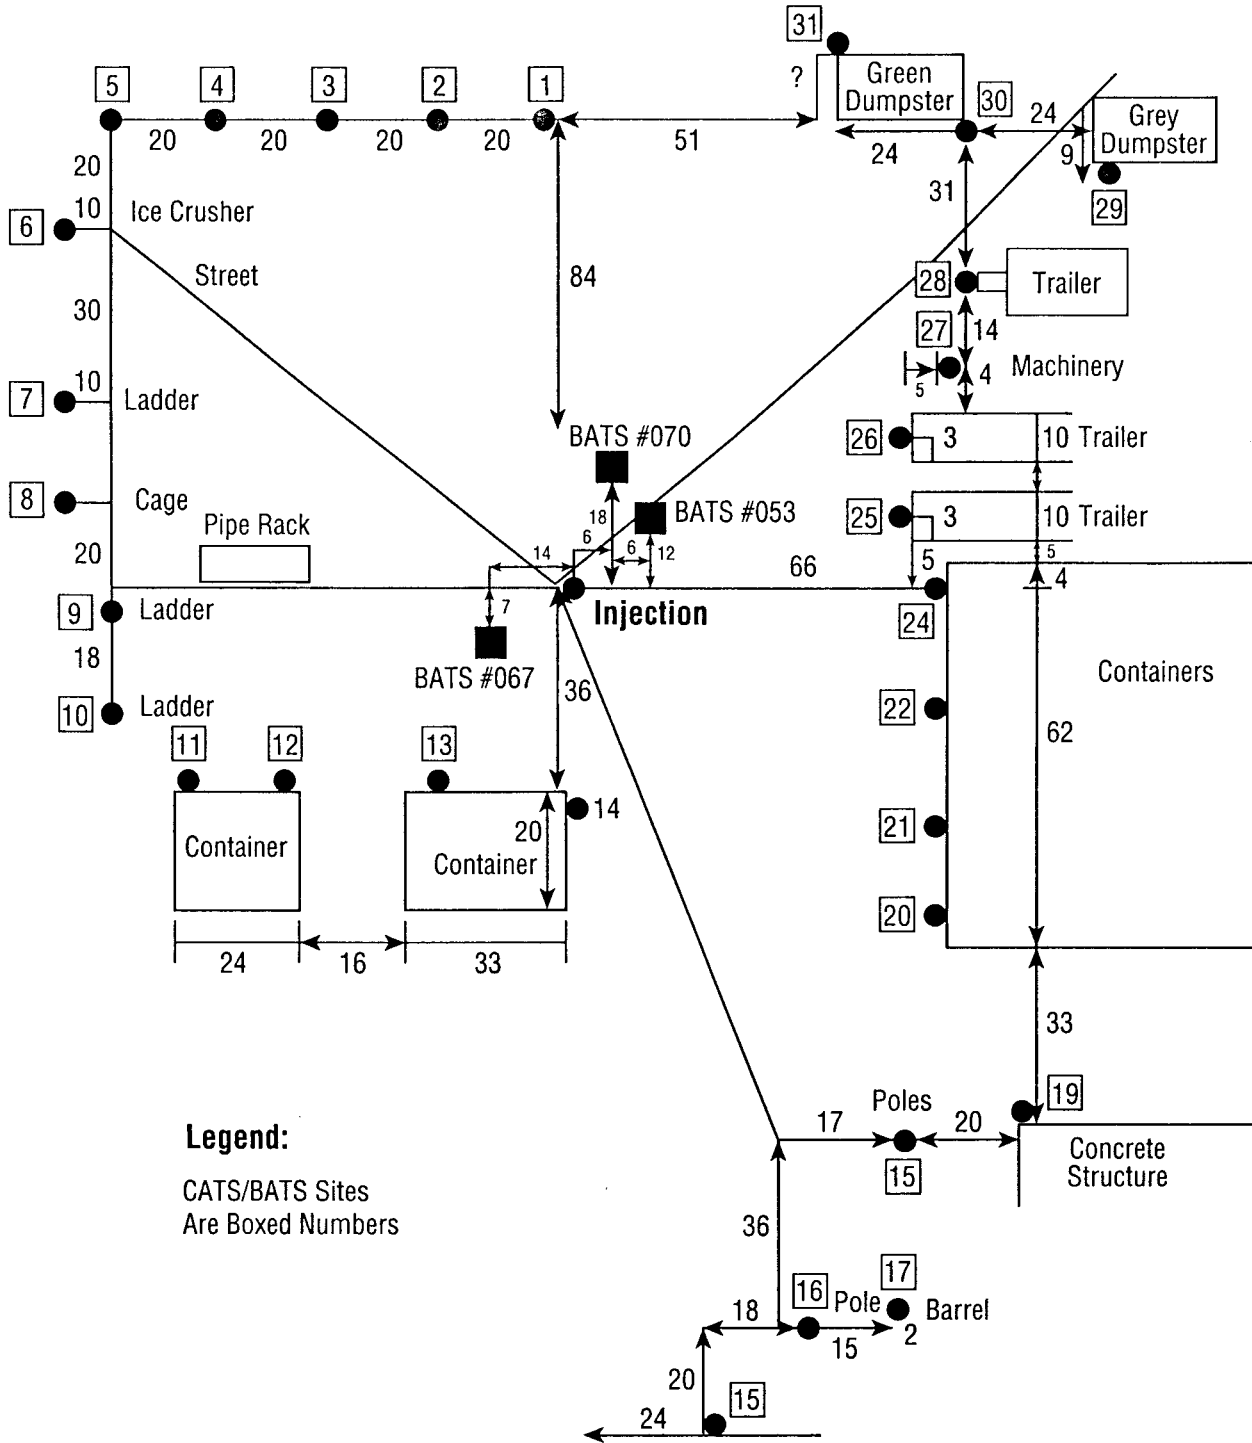 31
5
4
3
2
1
?
Green
Dumpster
30
24
Grey
Dumpster
20
20
20
20
51
24
9
20
31
29
10
Ice Crusher
6
Street
84
28
Trailer
30
27
14
10
5
4
Machinery
7
Ladder
BATS #070
26
3
10
Trailer
8
Cage
18
BATS #053
25
3
10
Trailer
Pipe Rack
20
14
6
6
12
66
5
5
4
9
Ladder
7
Injection
24
18
BATS #067
36
Containers
10
Ladder
22
62
11
12
13
14
20
21
Container
Container
20
24
16
33
33
19
Poles
17
20
Legend:
Concrete
Structure
15
CATS/BATS Sites
Are Boxed Numbers
36
17
16
Pole
Barrel
18
15
2
20
15
24